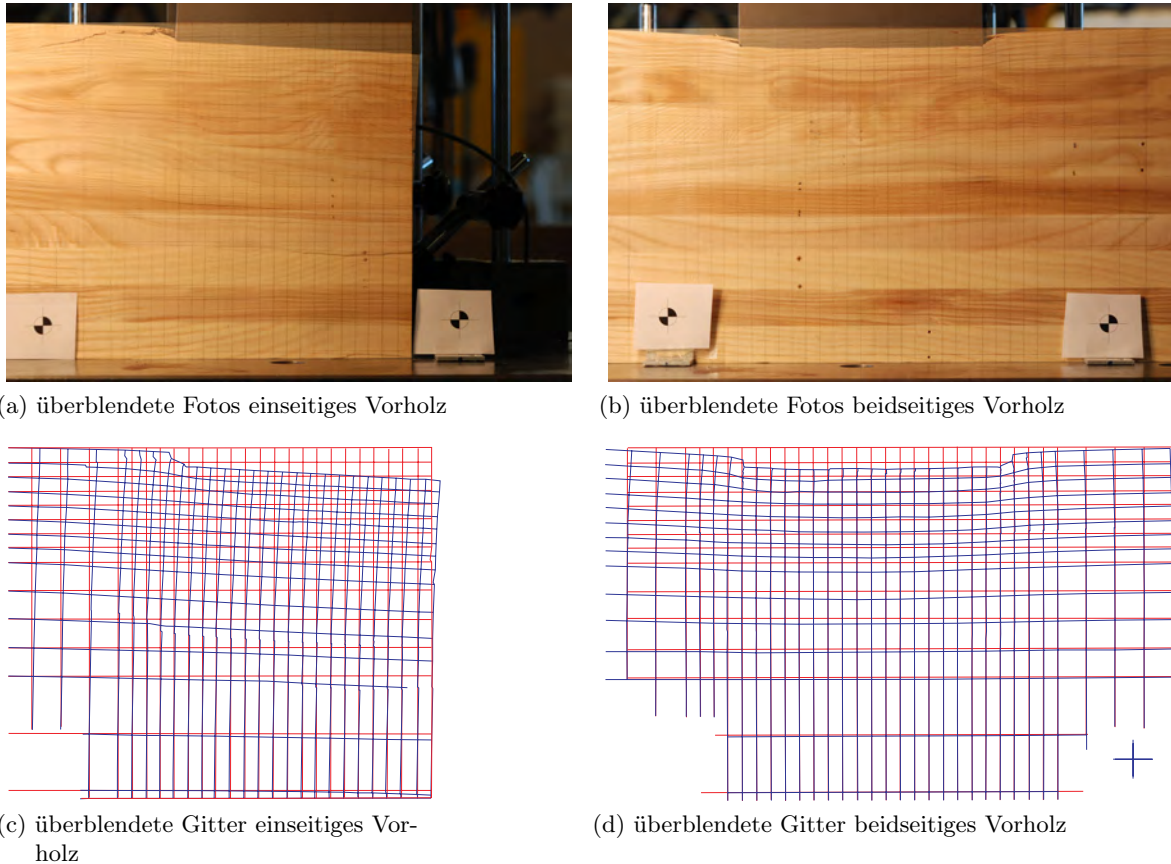 (a) überblendete Fotos einseitiges Vorholz
(b) überblendete Fotos beidseitiges Vorholz
(c) überblendete Gitter einseitiges Vor-
holz
(d) überblendete Gitter beidseitiges Vorholz